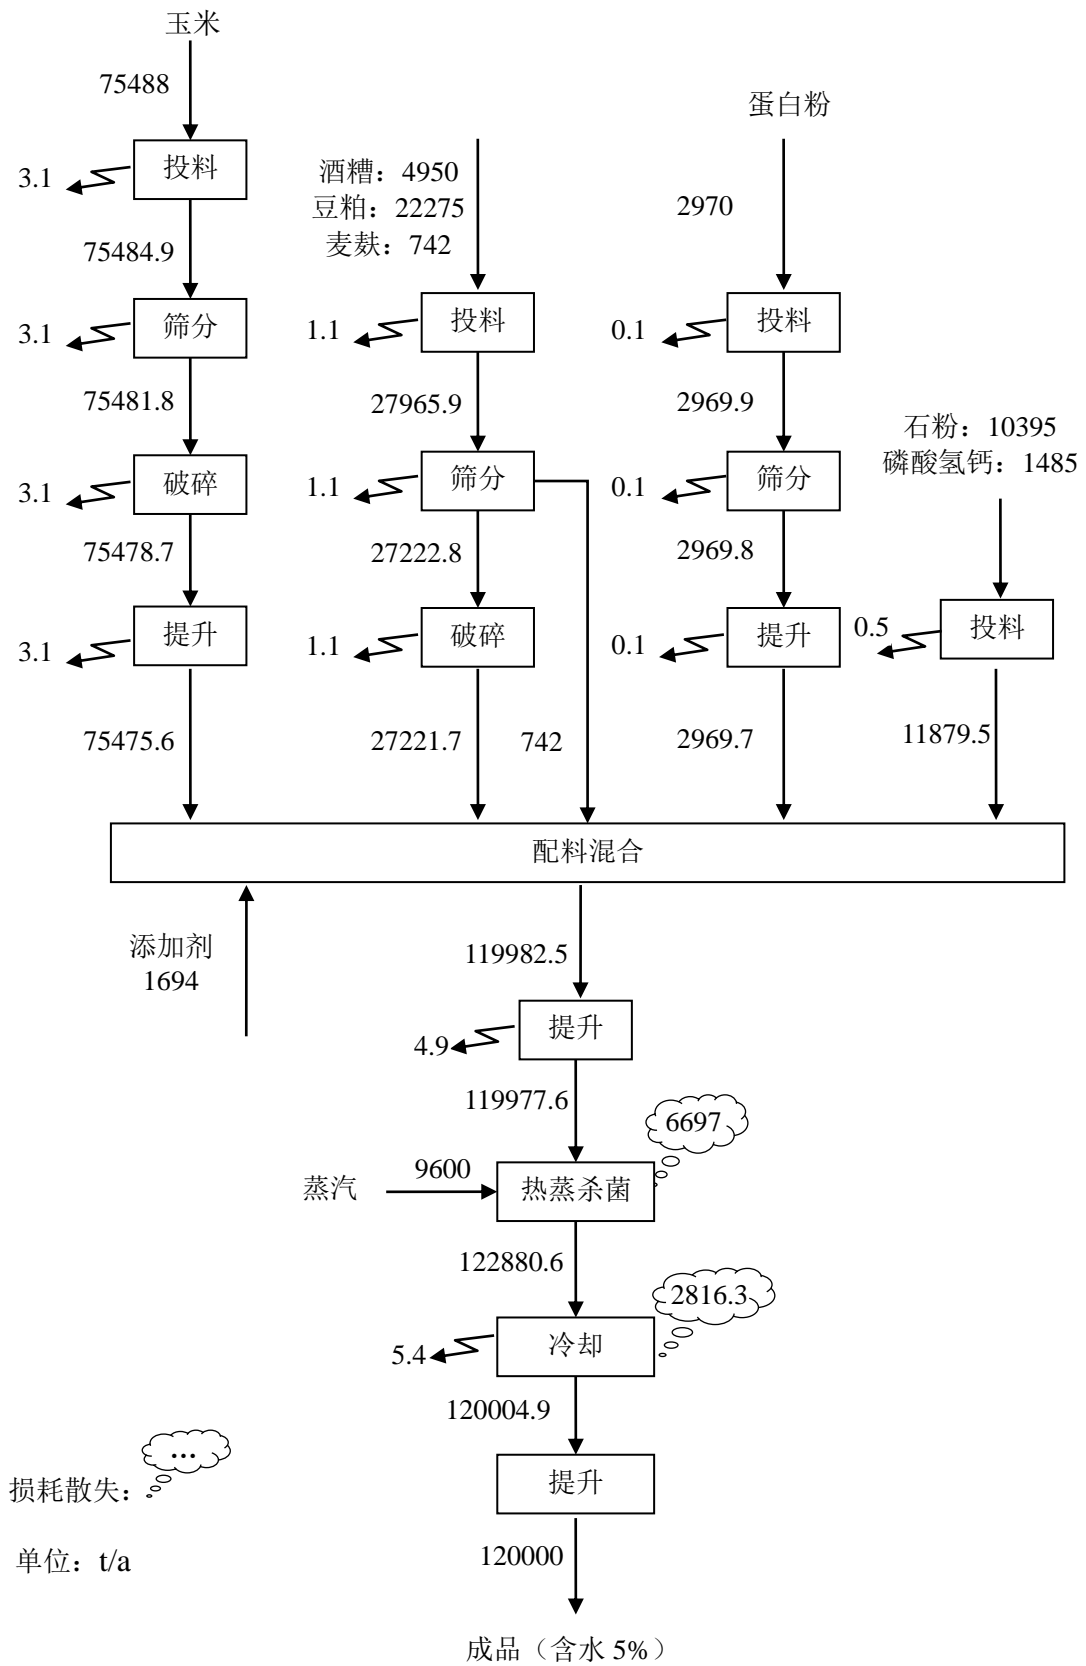 玉米
75488
蛋白粉
投料
3.1
酒糟：4950
豆粕：22275
麦麸：742
2970
75484.9
筛分
3.1
投料
1.1
投料
0.1
75481.8
27965.9
2969.9
石粉：10395
磷酸氢钙：1485
破碎
3.1
筛分
1.1
筛分
0.1
75478.7
27222.8
2969.8
提升
3.1
破碎
1.1
提升
0.1
投料
0.5
75475.6
27221.7
742
2969.7
11879.5
配料混合
添加剂
1694
119982.5
提升
4.9
119977.6
6697
蒸汽
9600
热蒸杀菌
122880.6
2816.3
冷却
5.4
120004.9
...
损耗散失：
提升
单位：t/a
120000
成品（含水 5%）